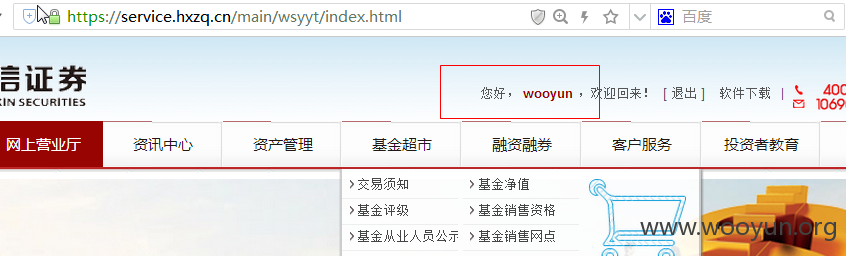 https://service.hxzq.cn/main/wsyyt/index.html
百度
信证券
XIN SECURITIES
您好， wooyun ，欢迎回来！ [ 退出 ] 软件下载 |
400
1069
网上营业厅 资讯中心 资产管理 基金超市 融资融券 客户服务 投资者教育
交易须知 基金净值
基金评级 基金销售资格
基金从业人员公示 基金销售网点
www.wooyun.org